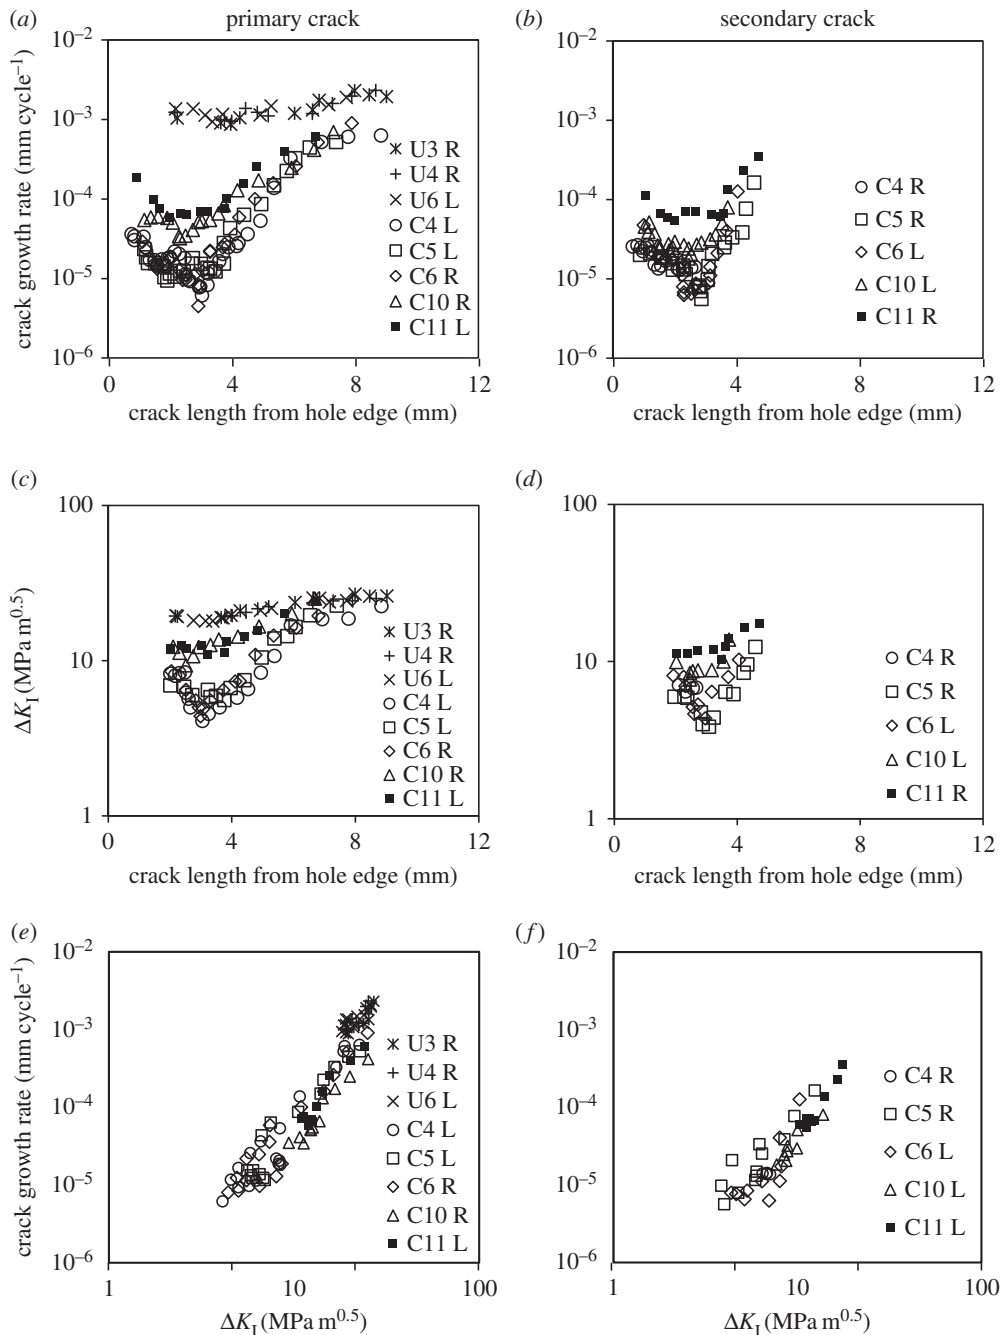 (a) primary crack
10⁻²
10⁻³
10⁻⁴
10⁻⁵
10⁻⁶
crack growth rate (mm cycle⁻¹)
U3 R
U4 R
U6 L
C4 L
C5 L
C6 R
C10 R
C11 L
0 4 8 12
crack length from hole edge (mm)
(b) secondary crack
10⁻²
10⁻³
10⁻⁴
10⁻⁵
10⁻⁶
C4 R
C5 R
C6 L
C10 L
C11 R
0 4 8 12
crack length from hole edge (mm)
(c)
100
10
1
ΔK_I (MPa m⁰·⁵)
U3 R
U4 R
U6 L
C4 L
C5 L
C6 R
C10 R
C11 L
0 4 8 12
crack length from hole edge (mm)
(d)
100
10
1
C4 R
C5 R
C6 L
C10 L
C11 R
0 4 8 12
crack length from hole edge (mm)
(e)
10⁻²
10⁻³
10⁻⁴
10⁻⁵
10⁻⁶
crack growth rate (mm cycle⁻¹)
U3 R
U4 R
U6 L
C4 L
C5 L
C6 R
C10 R
C11 L
1 10 100
ΔK_I (MPa m⁰·⁵)
(f)
10⁻²
10⁻³
10⁻⁴
10⁻⁵
10⁻⁶
C4 R
C5 R
C6 L
C10 L
C11 L
1 10 100
ΔK_I (MPa m⁰·⁵)